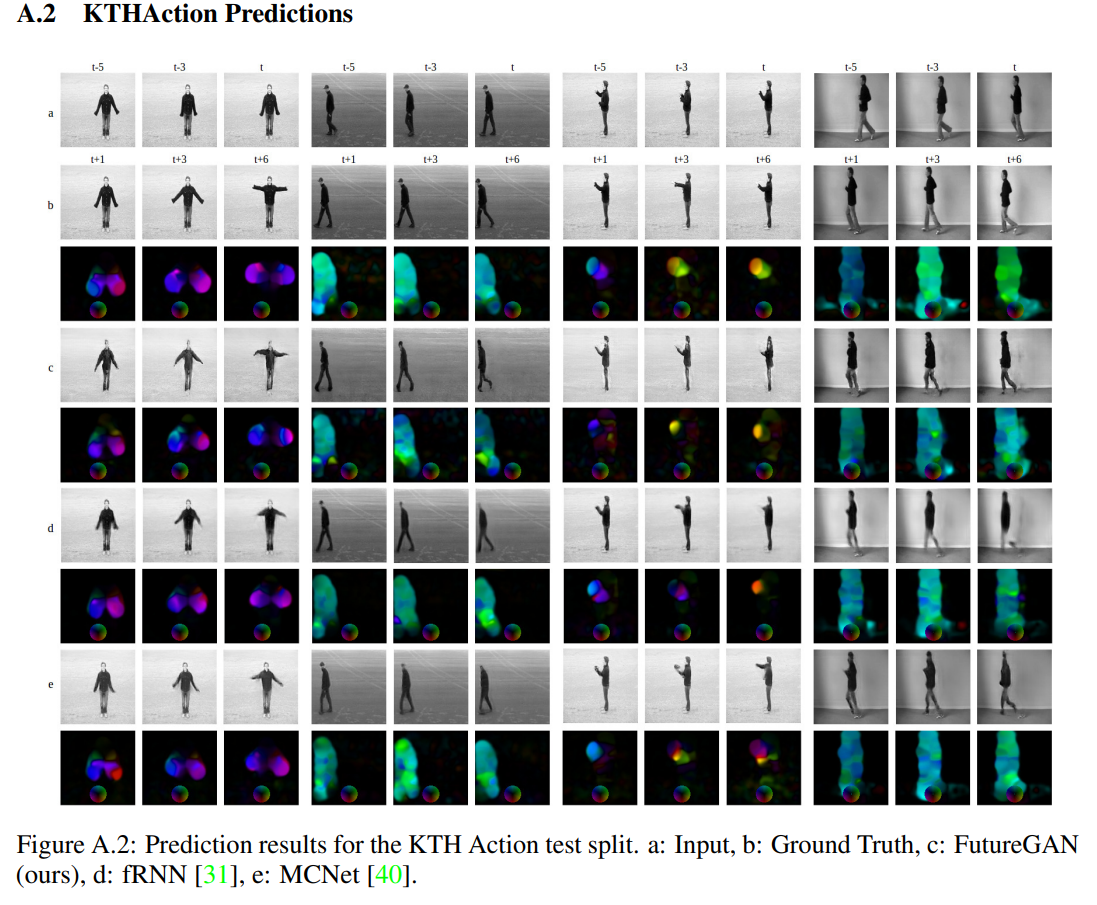 A.2 KTHAction Predictions
t-5 t-3 t t-5 t-3 t t-5 t-3 t t-5 t-3 t
a
t+1 t+3 t+6 t+1 t+3 t+6 t+1 t+3 t+6 t+1 t+3 t+6
b
c
d
e
Figure A.2: Prediction results for the KTH Action test split. a: Input, b: Ground Truth, c: FutureGAN
(ours), d: fRNN [31], e: MCNet [40].